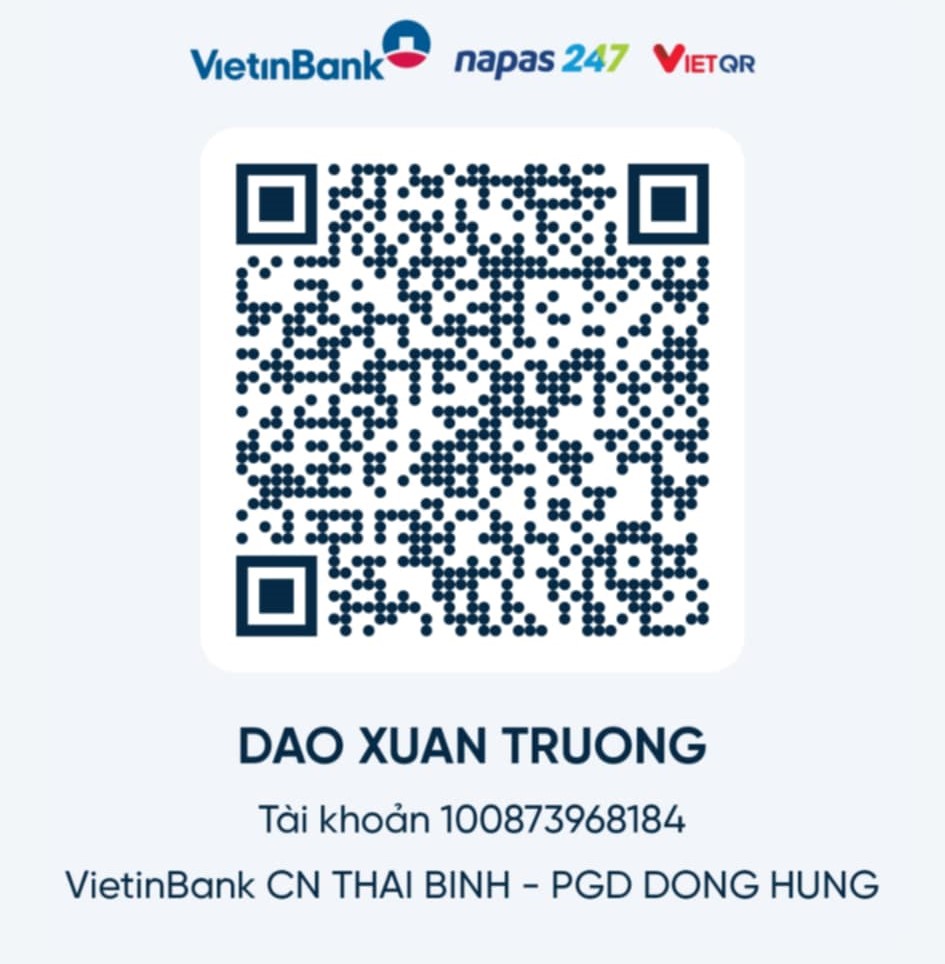 VietinBank napas 247 VIETQR
DAO XUAN TRUONG
Tài khoản 100873968184
VietinBank CN THAI BINH - PGD DONG HUNG